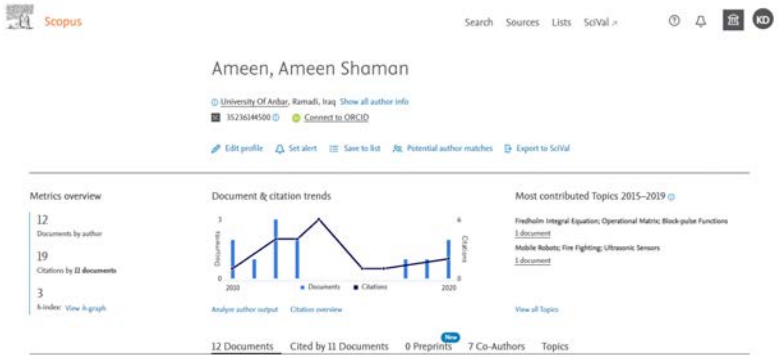 Scopus
Search Sources Lists SciVal ↗ KD
Ameen, Ameen Shaman
University Of Anbar, Ramadi, Iraq Show all author info
SC 35236144500 Connect to ORCID
Edit profile Set alert Save to list Potential author matches Export to SciVal
Metrics overview
12
Documents by author
19
Citations by 11 documents
3
h-index: View h-graph
Document & citation trends
3
6
Documents
Citations
0
0
2010
2020
Documents Citations
Analyze author output Citation overview
Most contributed Topics 2015–2019
Fredholm Integral Equation; Operational Matrix; Block-pulse Functions
1 document
Mobile Robots; Fire Fighting; Ultrasonic Sensors
1 document
View all Topics
New
12 Documents Cited by 11 Documents 0 Preprints 7 Co-Authors Topics